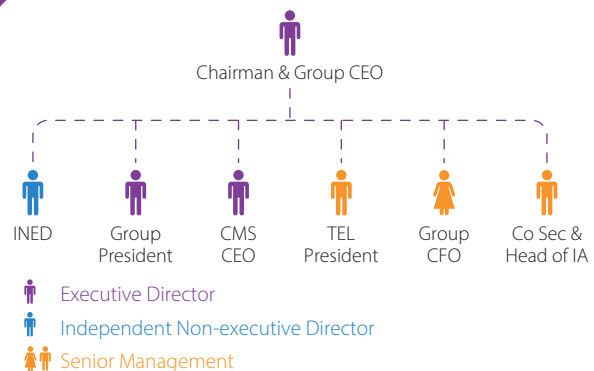 Chairman & Group CEO
INED
Group
President
CMS
CEO
TEL
President
Group
CFO
Co Sec &
Head of IA
Executive Director
Independent Non-executive Director
Senior Management